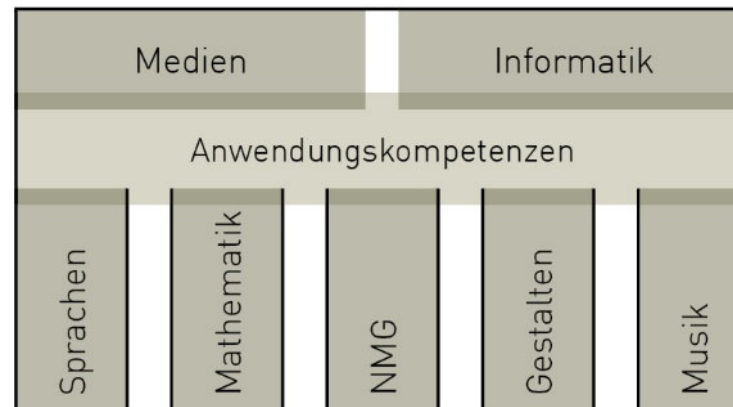 Medien
Informatik
Anwendungskompetenzen
Sprachen
Mathematik
NMG
Gestalten
Musik